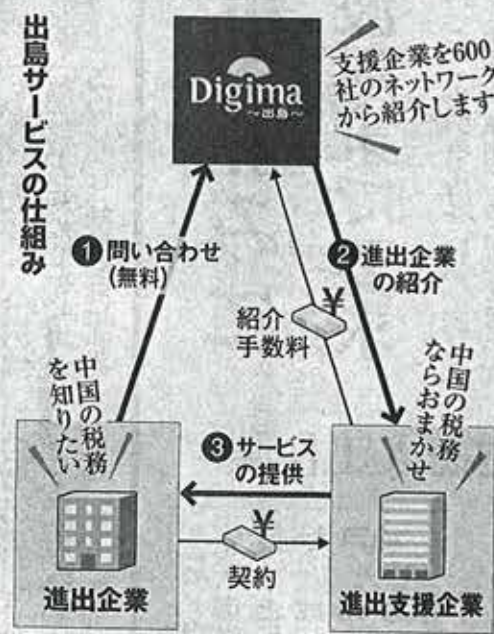 出島サービスの仕組み
Digima
〜出島〜
支援企業を600
社のネットワーク
から紹介します
❶問い合わせ
(無料)
❷進出企業
の紹介
¥
紹介
手数料
中国の税務
を知りたい
中国の税務
ならおまかせ
❸サービス
の提供
¥
契約
進出企業
進出支援企業